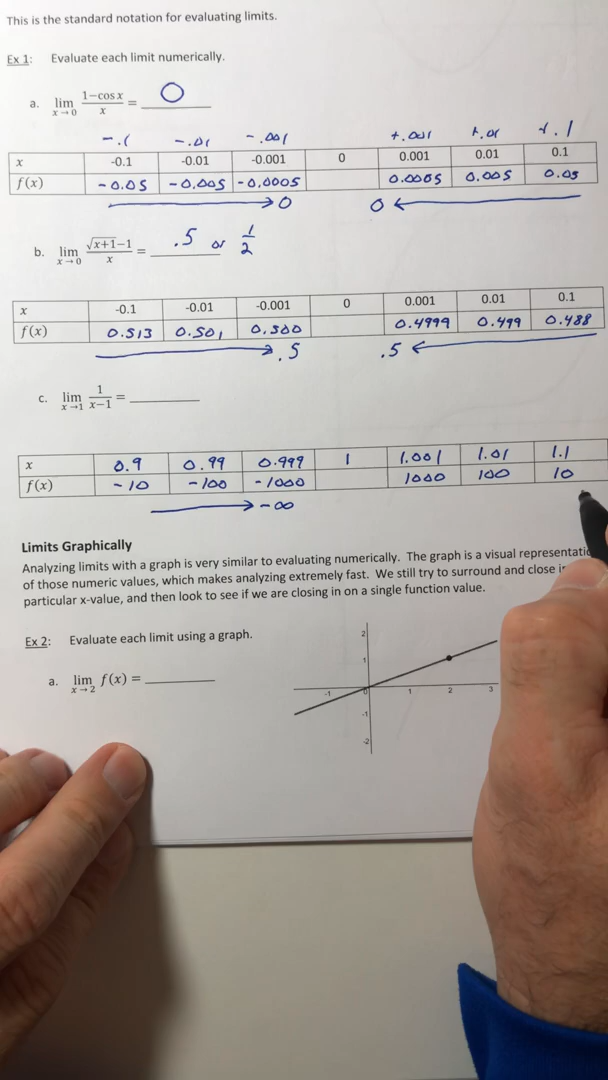 This is the standard notation for evaluating limits.
Ex 1: Evaluate each limit numerically.
a. lim x→0 1−cos x / x = 0
-.1 -.01 -.001 +.001 +.01 +.1
x -0.1 -0.01 -0.001 0 0.001 0.01 0.1
f(x) -0.05 -0.005 -0.0005 0.0005 0.005 0.05
→ 0 0 ←
b. lim x→0 √x+1−1 / x = .5 or 1/2
x -0.1 -0.01 -0.001 0 0.001 0.01 0.1
f(x) 0.513 0.501 0.500 0.4999 0.499 0.488
→ .5 .5 ←
c. lim x→1 1 / x−1 =
x 0.9 0.99 0.999 1 1.001 1.01 1.1
f(x) -10 -100 -1000 1000 100 10
→ -∞
Limits Graphically
Analyzing limits with a graph is very similar to evaluating numerically. The graph is a visual
of those numeric values, which makes analyzing extremely fast. We still try to surround and close
particular x-value, and then look to see if we are closing in on a single function value.
Ex 2: Evaluate each limit using a graph.
2
1
a. lim x→2 f(x) =
-1 0 1 2 3
-1
-2